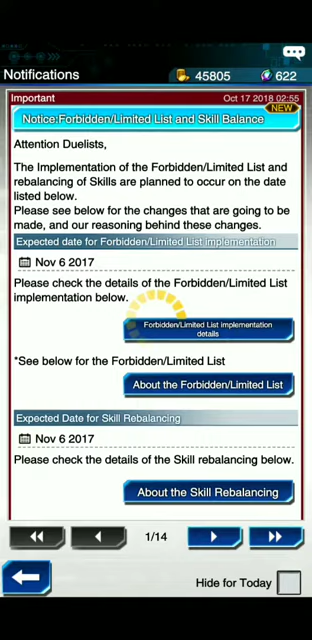 Notifications
45805
622
Important
Oct 17 2018 02:55
NEW
Notice:Forbidden/Limited List and Skill Balance
Attention Duelists,
The Implementation of the Forbidden/Limited List and
rebalancing of Skills are planned to occur on the date
listed below.
Please see below for the changes that are going to be
made, and our reasoning behind these changes.
Expected date for Forbidden/Limited List implementation
Nov 6 2017
Please check the details of the Forbidden/Limited List
implementation below.
Forbidden/Limited List implementation
details
*See below for the Forbidden/Limited List
About the Forbidden/Limited List
Expected Date for Skill Rebalancing
Nov 6 2017
Please check the details of the Skill rebalancing below.
About the Skill Rebalancing
1/14
Hide for Today